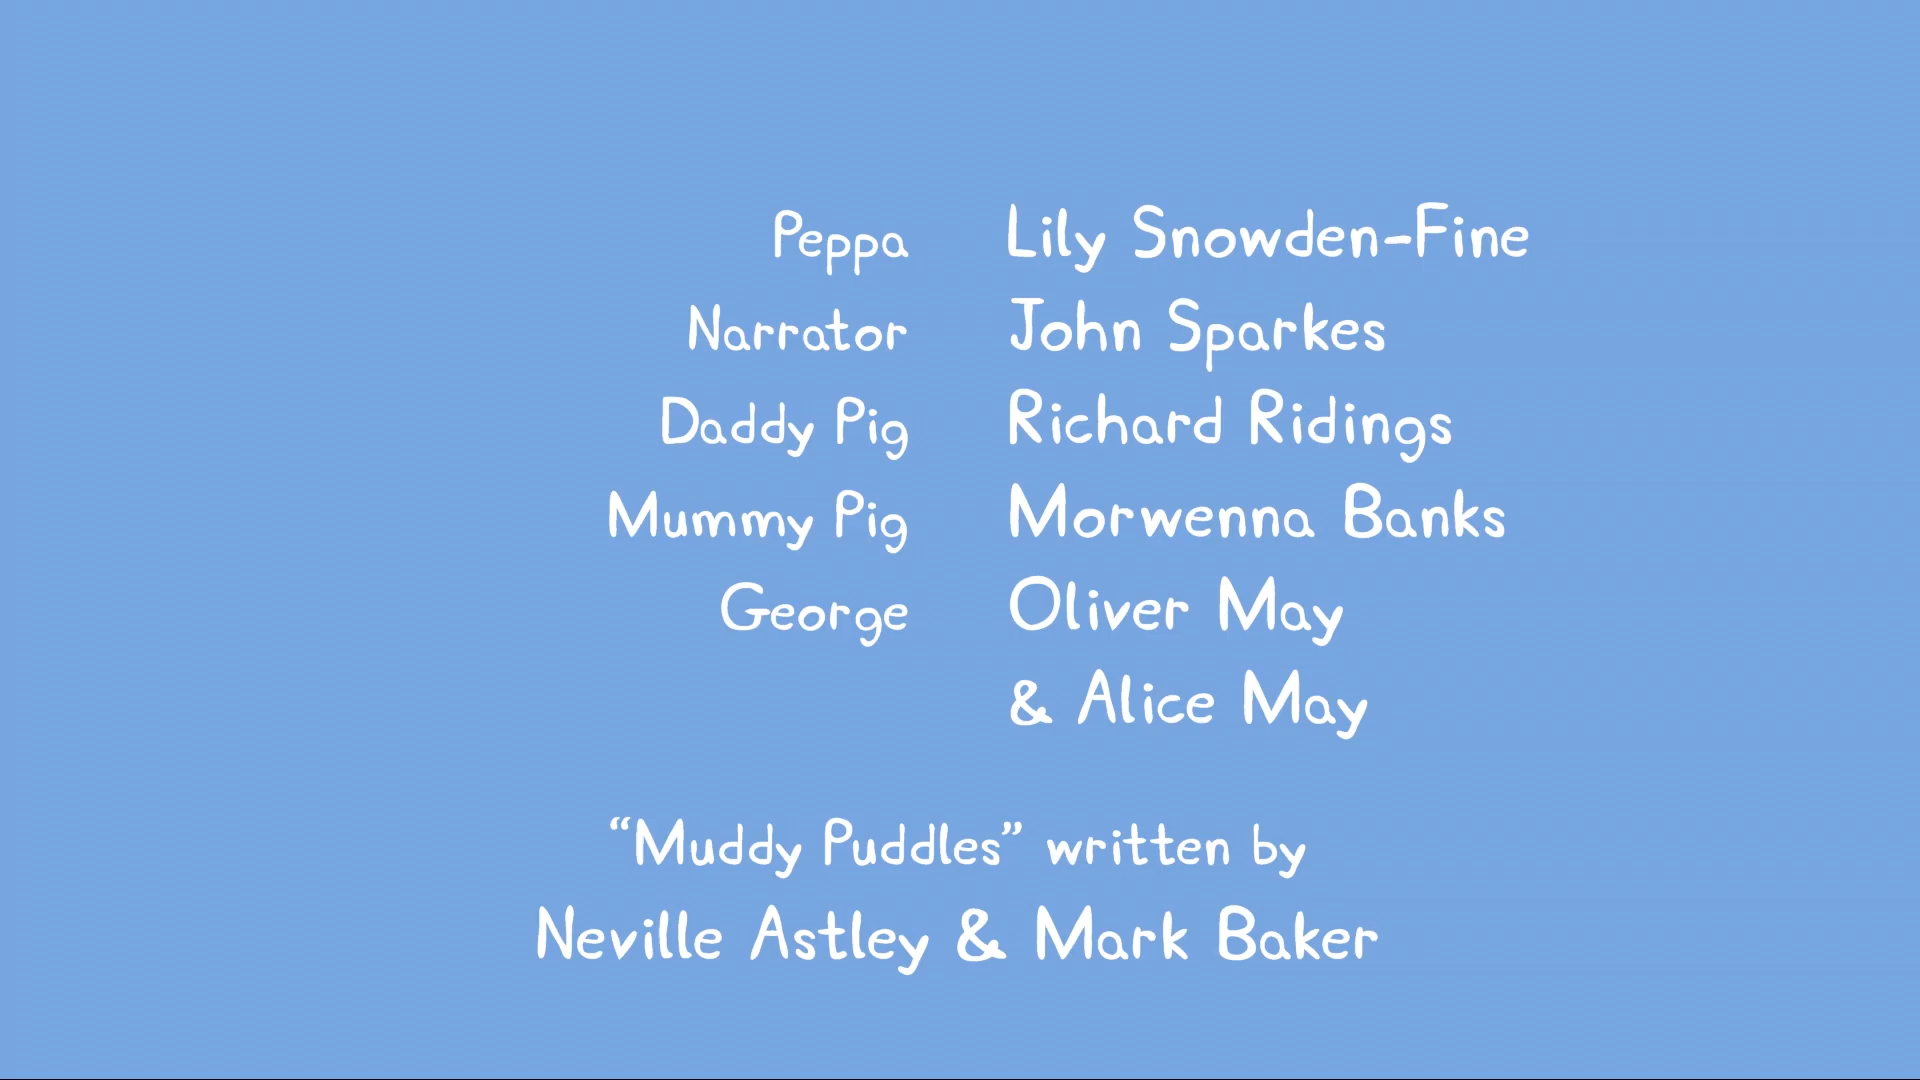 Peppa Lily Snowden-Fine
Narrator John Sparkes
Daddy Pig Richard Ridings
Mummy Pig Morwenna Banks
George Oliver May
& Alice May
“Muddy Puddles” written by
Neville Astley & Mark Baker